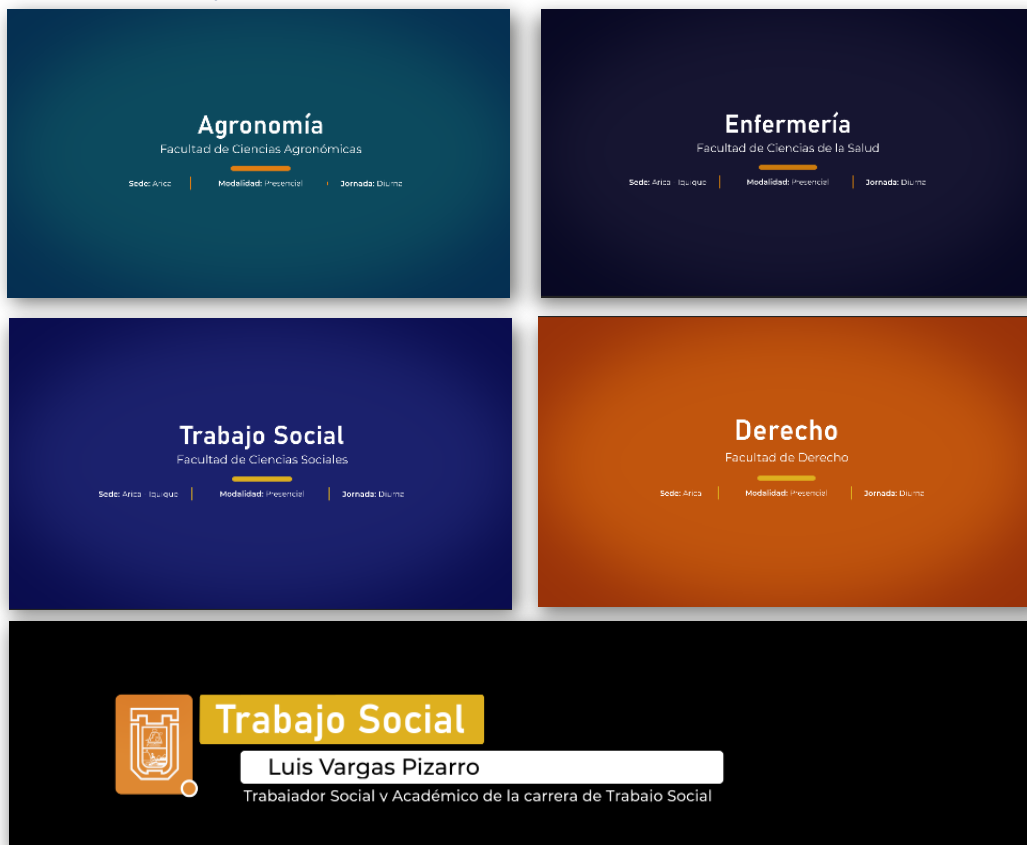 Agronomía
Facultad de Ciencias Agronómicas
Sede: Arica | Modalidad: Presencial | Jornada: Diurna
Enfermería
Facultad de Ciencias de la Salud
Sede: Arica - Iquique | Modalidad: Presencial | Jornada: Diurna
Trabajo Social
Facultad de Ciencias Sociales
Sede: Arica - Iquique | Modalidad: Presencial | Jornada: Diurna
Derecho
Facultad de Derecho
Sede: Arica | Modalidad: Presencial | Jornada: Diurna
Trabajo Social
Luis Vargas Pizarro
Trabajador Social y Académico de la carrera de Trabajo Social